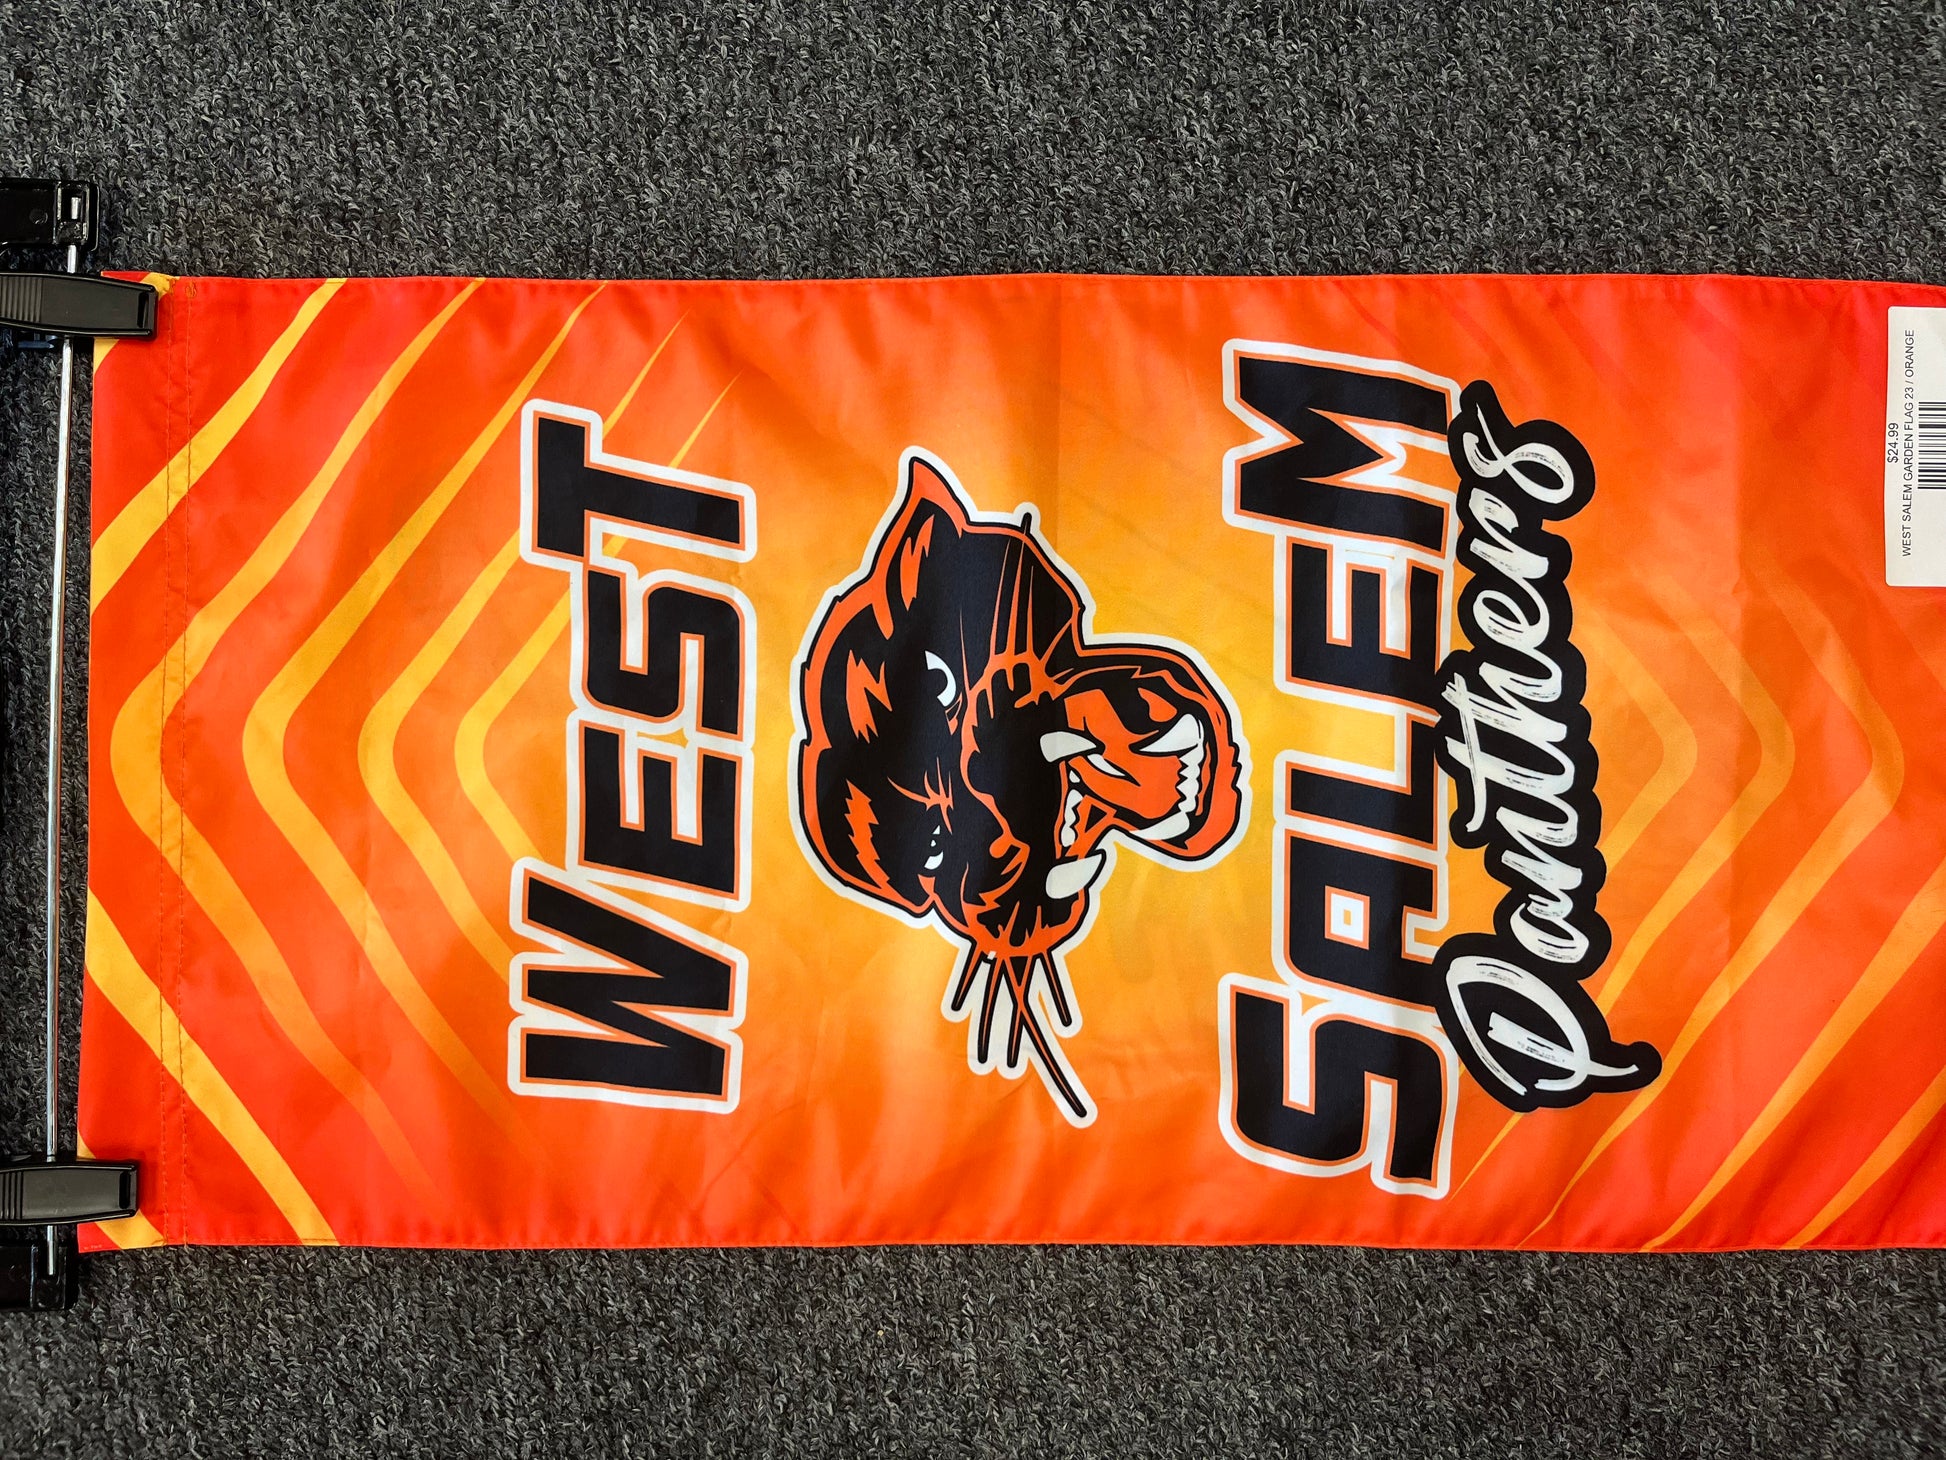 WEST
SALEM
Panthers
$24.99
WEST SALEM GARDEN FLAG 23 / ORANGE